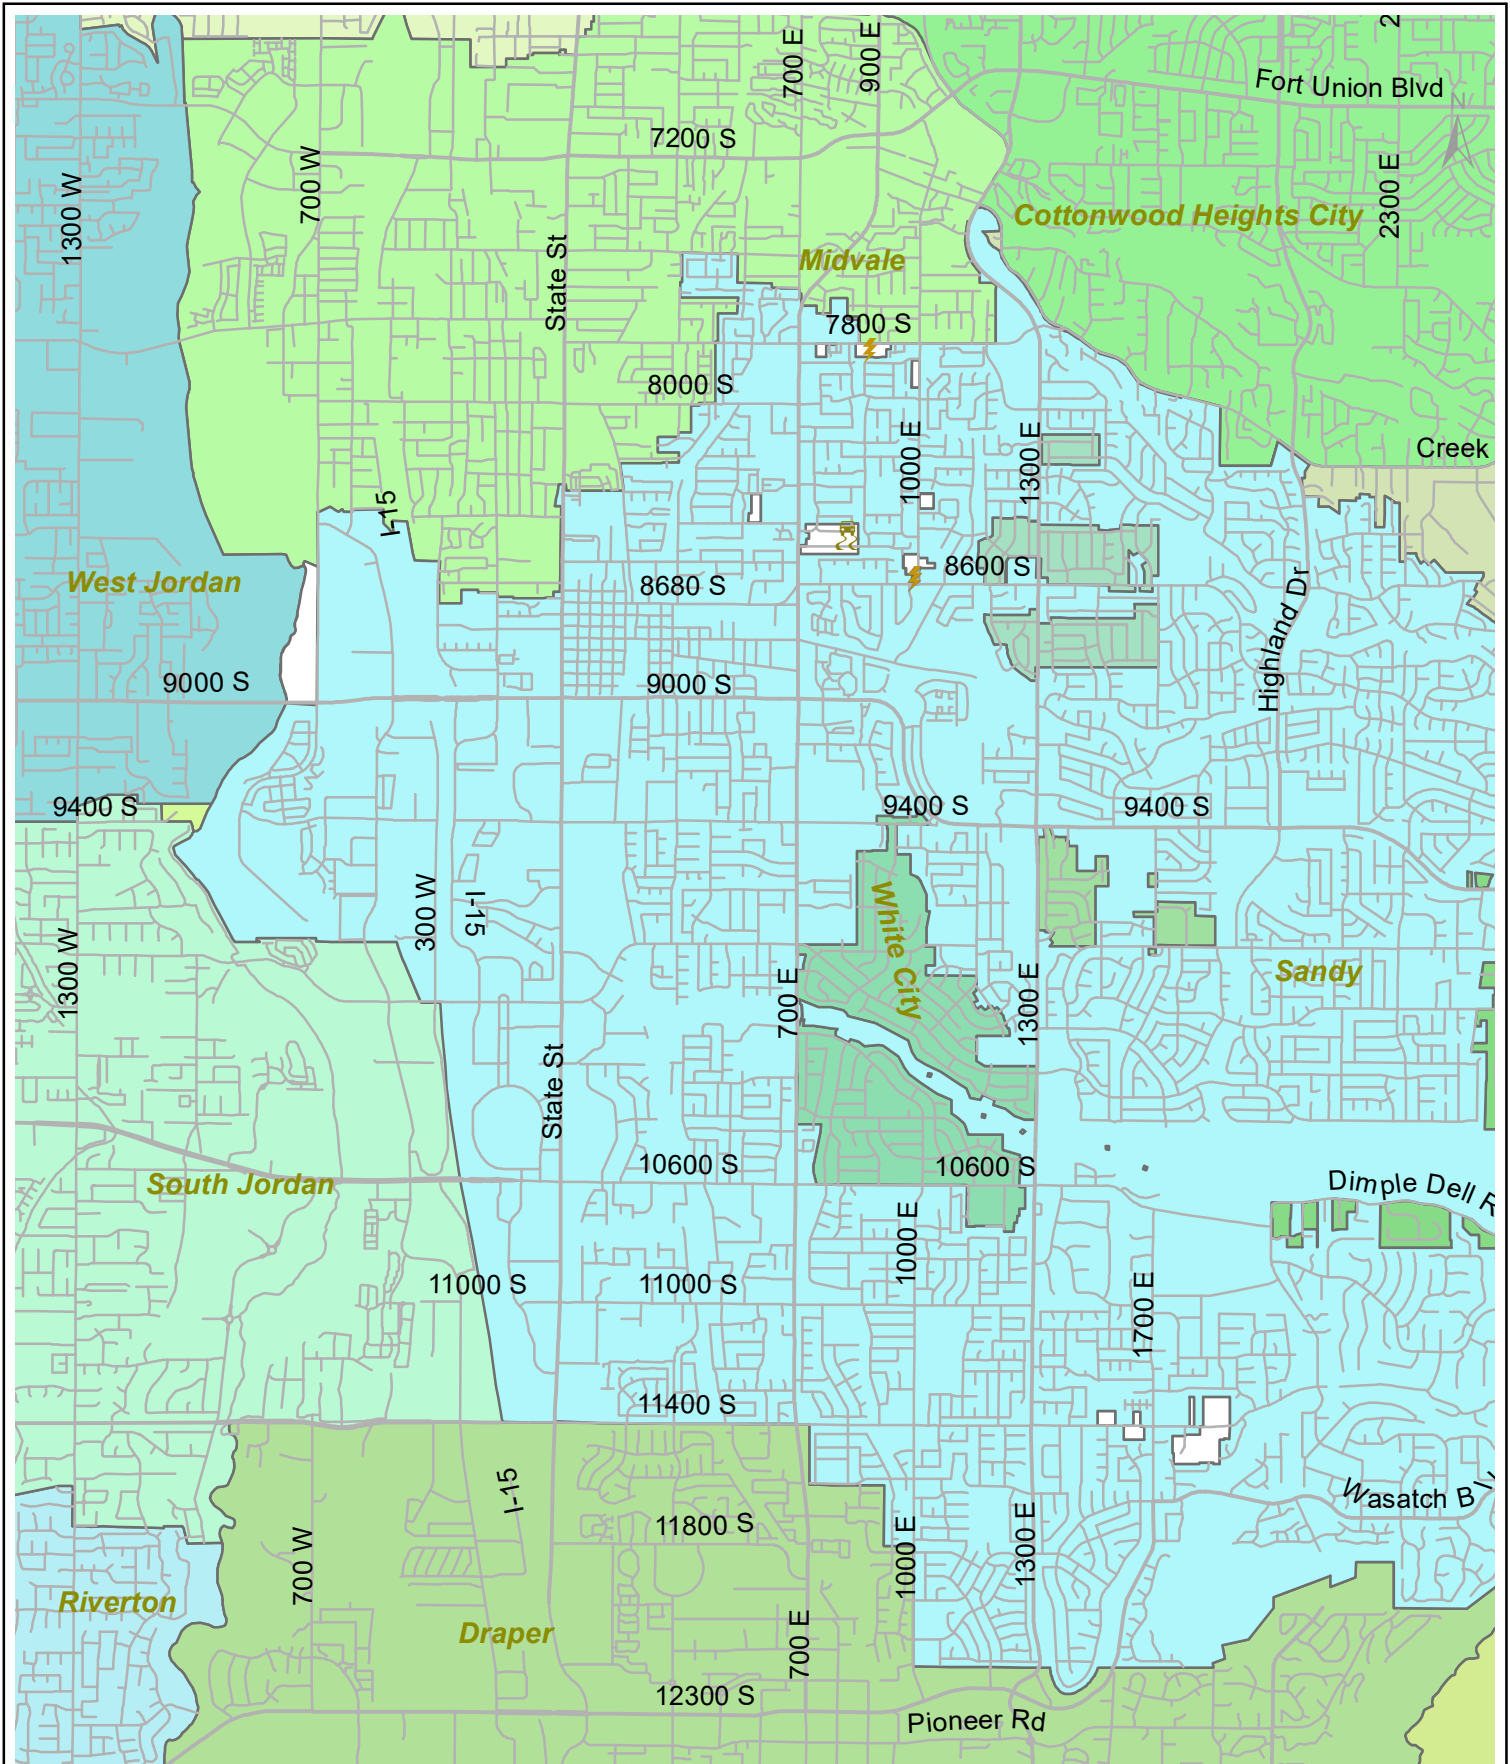 2
700 E
900 E
Fort Union Blvd
N
7200 S
1300 W
700 W
2300 E
Cottonwood Heights City
State St
Midvale
7800 S
8000 S
1000 E
1300 E
Creek
I-15
8600 S
West Jordan
8680 S
Highland Dr
9000 S
9000 S
9400 S
9400 S
9400 S
300 W
I-15
White City
1300 W
Sandy
700 E
1300 E
State St
10600 S
10600 S
South Jordan
Dimple Dell R
1000 E
11000 S
11000 S
1700 E
11400 S
I-15
Wasatch Blv
11800 S
700 W
1000 E
1300 E
Riverton
Draper
700 E
12300 S
Pioneer Rd